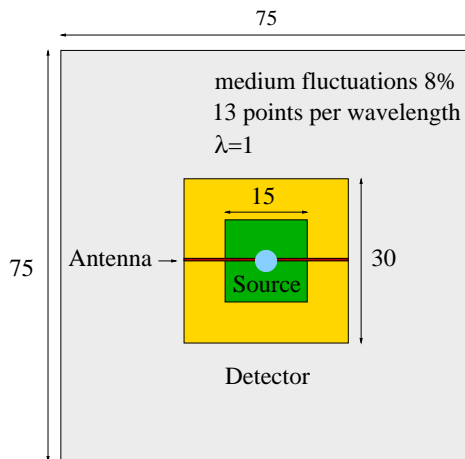 75
medium fluctuations 8%
13 points per wavelength
λ=1
15
75
Antenna
30
Source
Detector